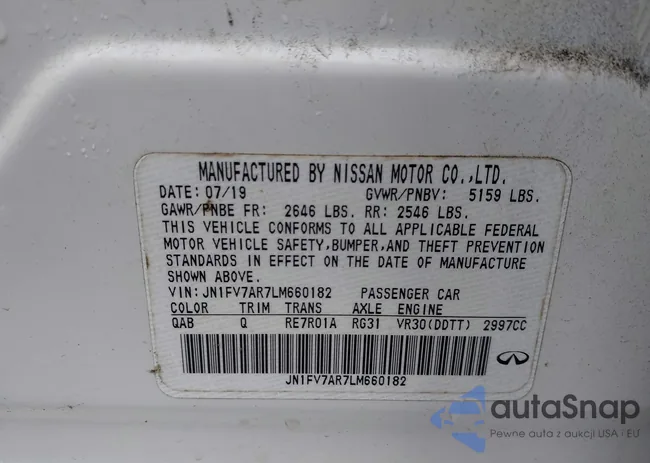 MANUFACTURED BY NISSAN MOTOR CO.,LTD.
DATE: 07/19 GVWR/PNBV: 5159 LBS.
GAWR/PNBE FR: 2646 LBS. RR: 2546 LBS.
THIS VEHICLE CONFORMS TO ALL APPLICABLE FEDERAL
MOTOR VEHICLE SAFETY,BUMPER,AND THEFT PREVENTION
STANDARDS IN EFFECT ON THE DATE OF MANUFACTURE
SHOWN ABOVE.
VIN: JN1FV7AR7LM660182 PASSENGER CAR
COLOR TRIM TRANS AXLE ENGINE
QAB Q RE7R01A RG31 VR30(DDTT) 2997CC
JN1FV7AR7LM660182
autaSnap
Pewne auta z aukcji USA i EU